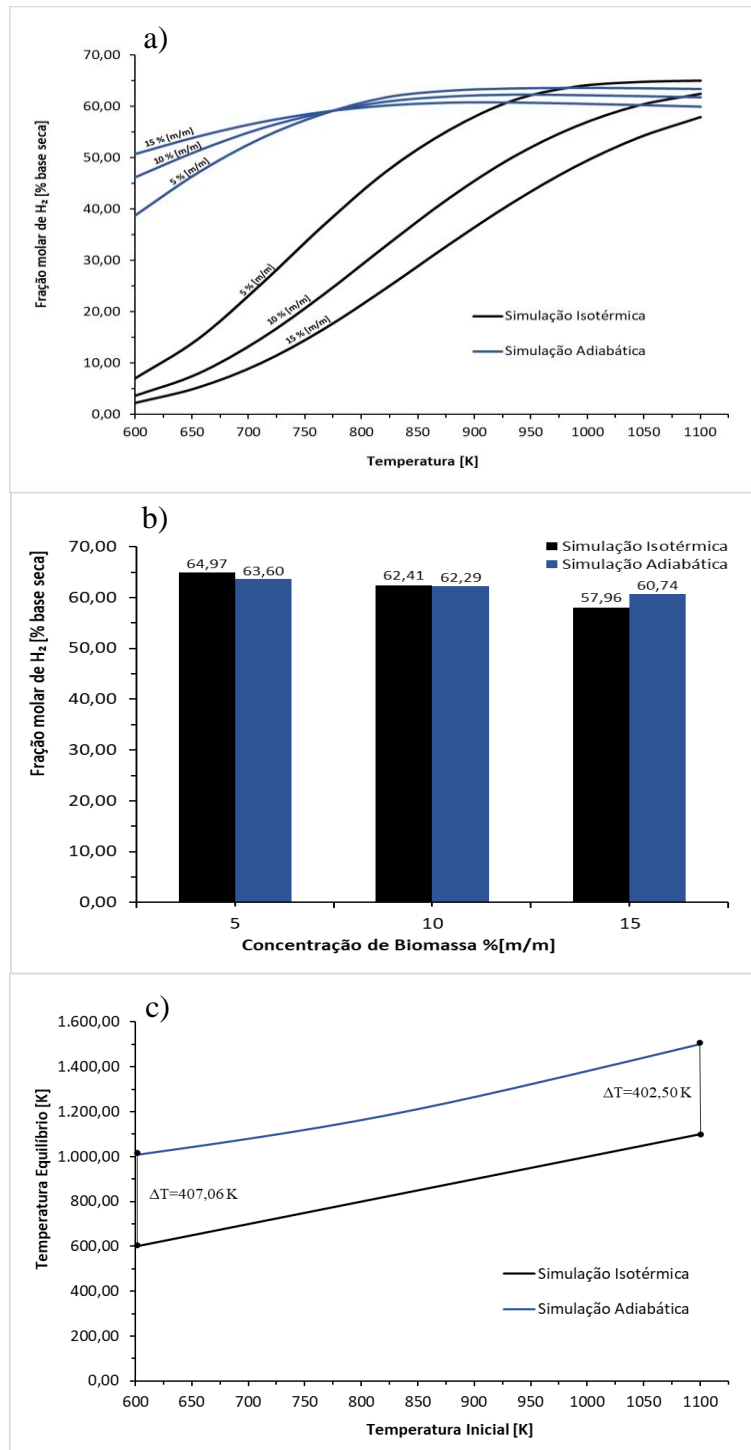 a)
70,00
60,00
50,00
40,00
30,00
20,00
10,00
0,00
Fração molar de H₂ [% base seca]
15 % [m/m]
10 % [m/m]
5 % [m/m]
5 % [m/m]
10 % [m/m]
15 % [m/m]
Simulação Isotérmica
Simulação Adiabática
600 650 700 750 800 850 900 950 1000 1050 1100
Temperatura [K]
b)
70,00
60,00
50,00
40,00
30,00
20,00
10,00
0,00
Fração molar de H₂ [% base seca]
Simulação Isotérmica
Simulação Adiabática
64,97 63,60 62,41 62,29 57,96 60,74
5 10 15
Concentração de Biomassa %[m/m]
c)
1.600,00
1.400,00
1.200,00
1.000,00
800,00
600,00
400,00
200,00
0,00
Temperatura Equilíbrio [K]
ΔT=402,50 K
ΔT=407,06 K
Simulação Isotérmica
Simulação Adiabática
600 650 700 750 800 850 900 950 1000 1050 1100
Temperatura Inicial [K]